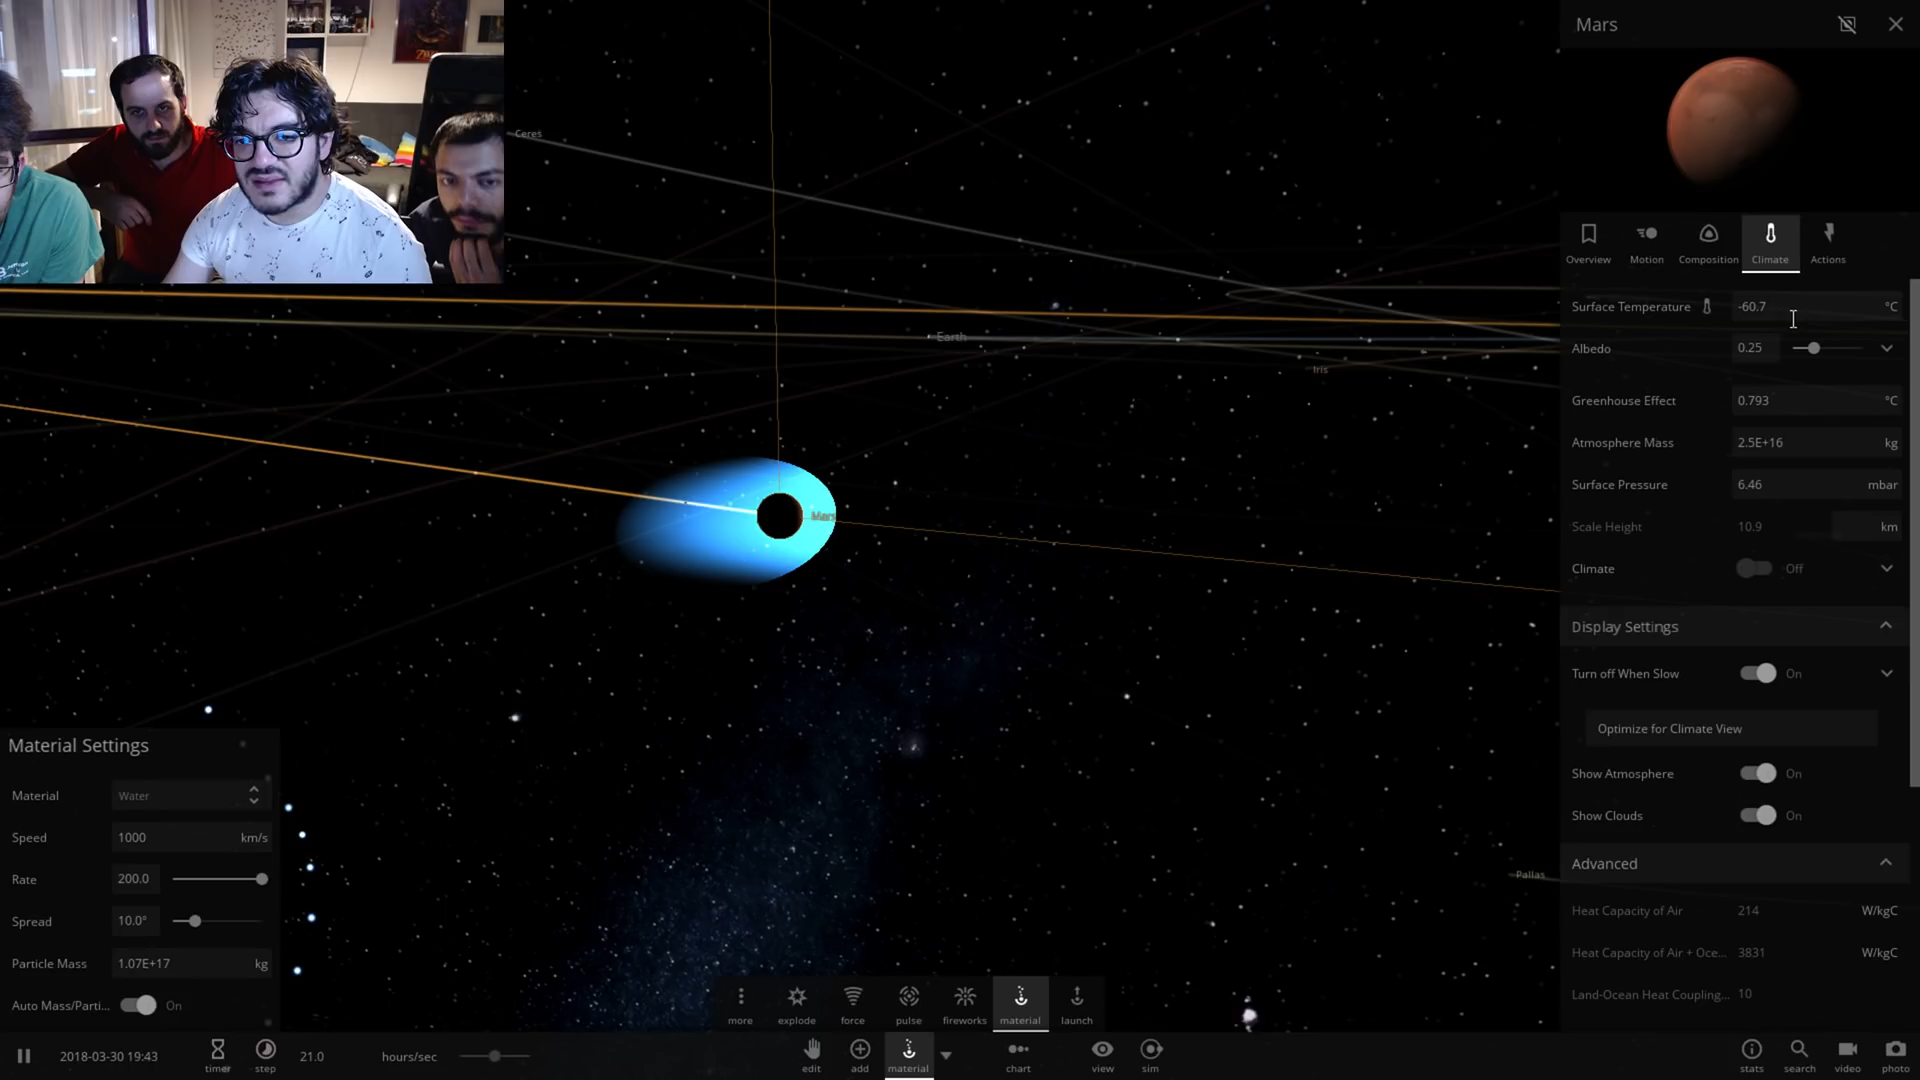 Mars
Ceres
Overview
Motion
Composition
Climate
Actions
Surface Temperature -60.7 °C
Albedo 0.25
Earth
Iris
Greenhouse Effect 0.793 °C
Atmosphere Mass 2.5E+16 kg
Surface Pressure 6.46 mbar
Mars
Scale Height 10.9 km
Climate Off
Display Settings
Turn off When Slow On
Optimize for Climate View
Show Atmosphere On
Show Clouds On
Advanced
Pallas
Heat Capacity of Air 214 W/kgC
Heat Capacity of Air + Oce... 3831 W/kgC
Land-Ocean Heat Coupling... 10
Material Settings
Material Water
Speed 1000 km/s
Rate 200.0
Spread 10.0°
Particle Mass 1.07E+17 kg
Auto Mass/Parti... On
more
explode
force
pulse
fireworks
material
launch
2018-03-30 19:43
timer
step
21.0 hours/sec
edit
add
material
chart
view
sim
stats
search
video
photo